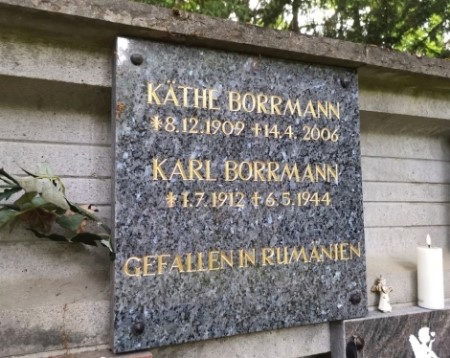 KÄTHE BORRMANN
* 8.12.1909 + 14.4. 2006
KARL BORRMANN
* 1.7.1912 + 6.5.1944
GEFALLEN IN RUMÄNIEN